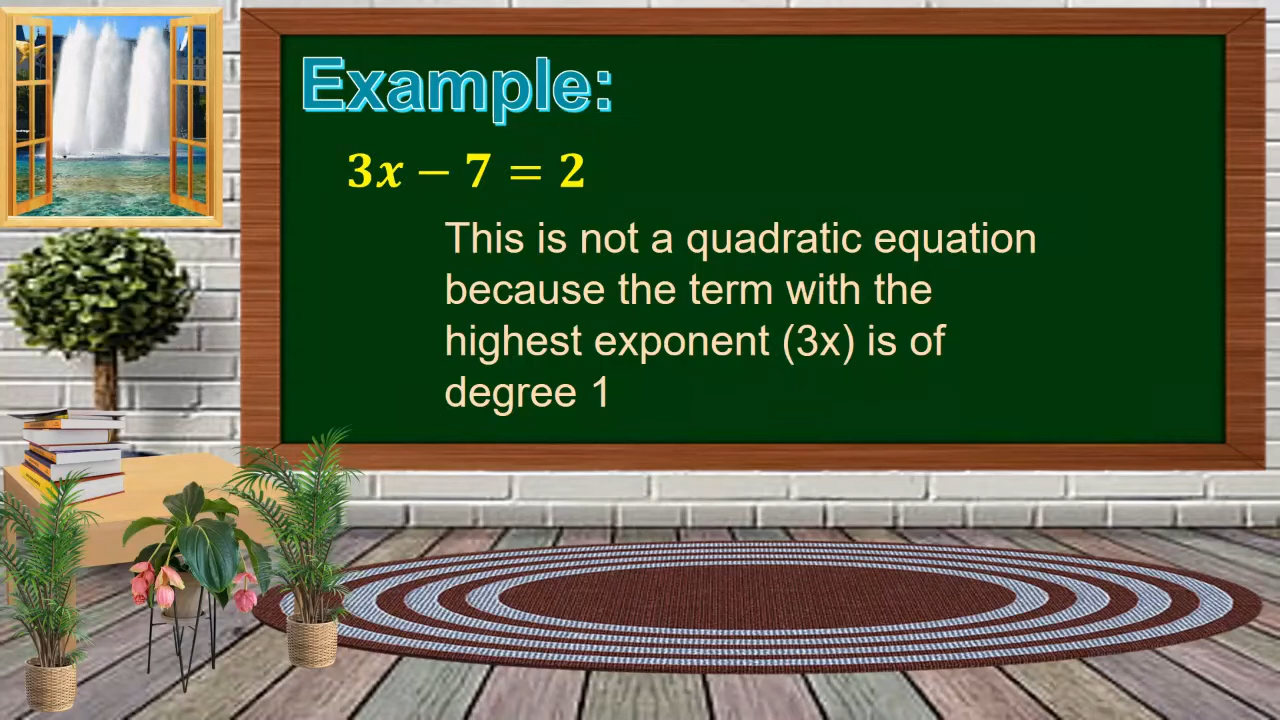 Example:
3x − 7 = 2
This is not a quadratic equation
because the term with the
highest exponent (3x) is of
degree 1